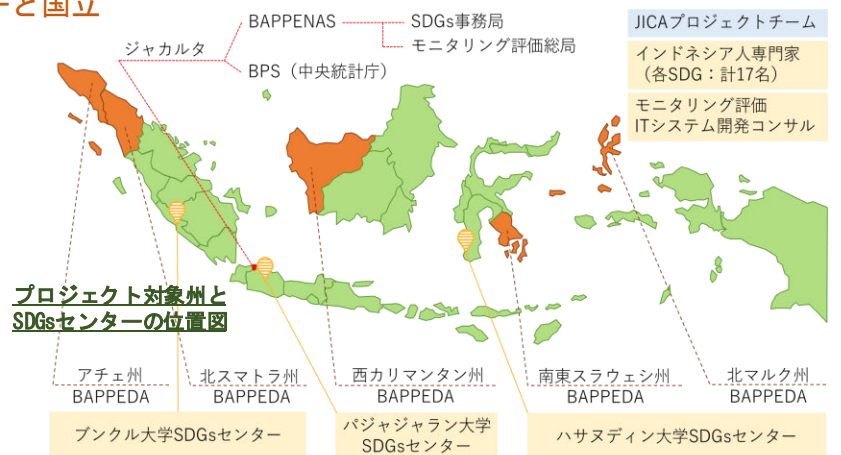 ーと国立
ジャカルタ
BAPPENAS
SDGs事務局
モニタリング評価総局
BPS（中央統計庁）
JICAプロジェクトチーム
インドネシア人専門家
（各SDG：計17名）
モニタリング評価
ITシステム開発コンサル
プロジェクト対象州と
SDGsセンターの位置図
アチェ州
BAPPEDA
北スマトラ州
BAPPEDA
西カリマンタン州
BAPPEDA
南東スラウェシ州
BAPPEDA
北マルク州
BAPPEDA
ブンクル大学SDGsセンター
パジャジャラン大学
SDGsセンター
ハサヌディン大学SDGsセンター